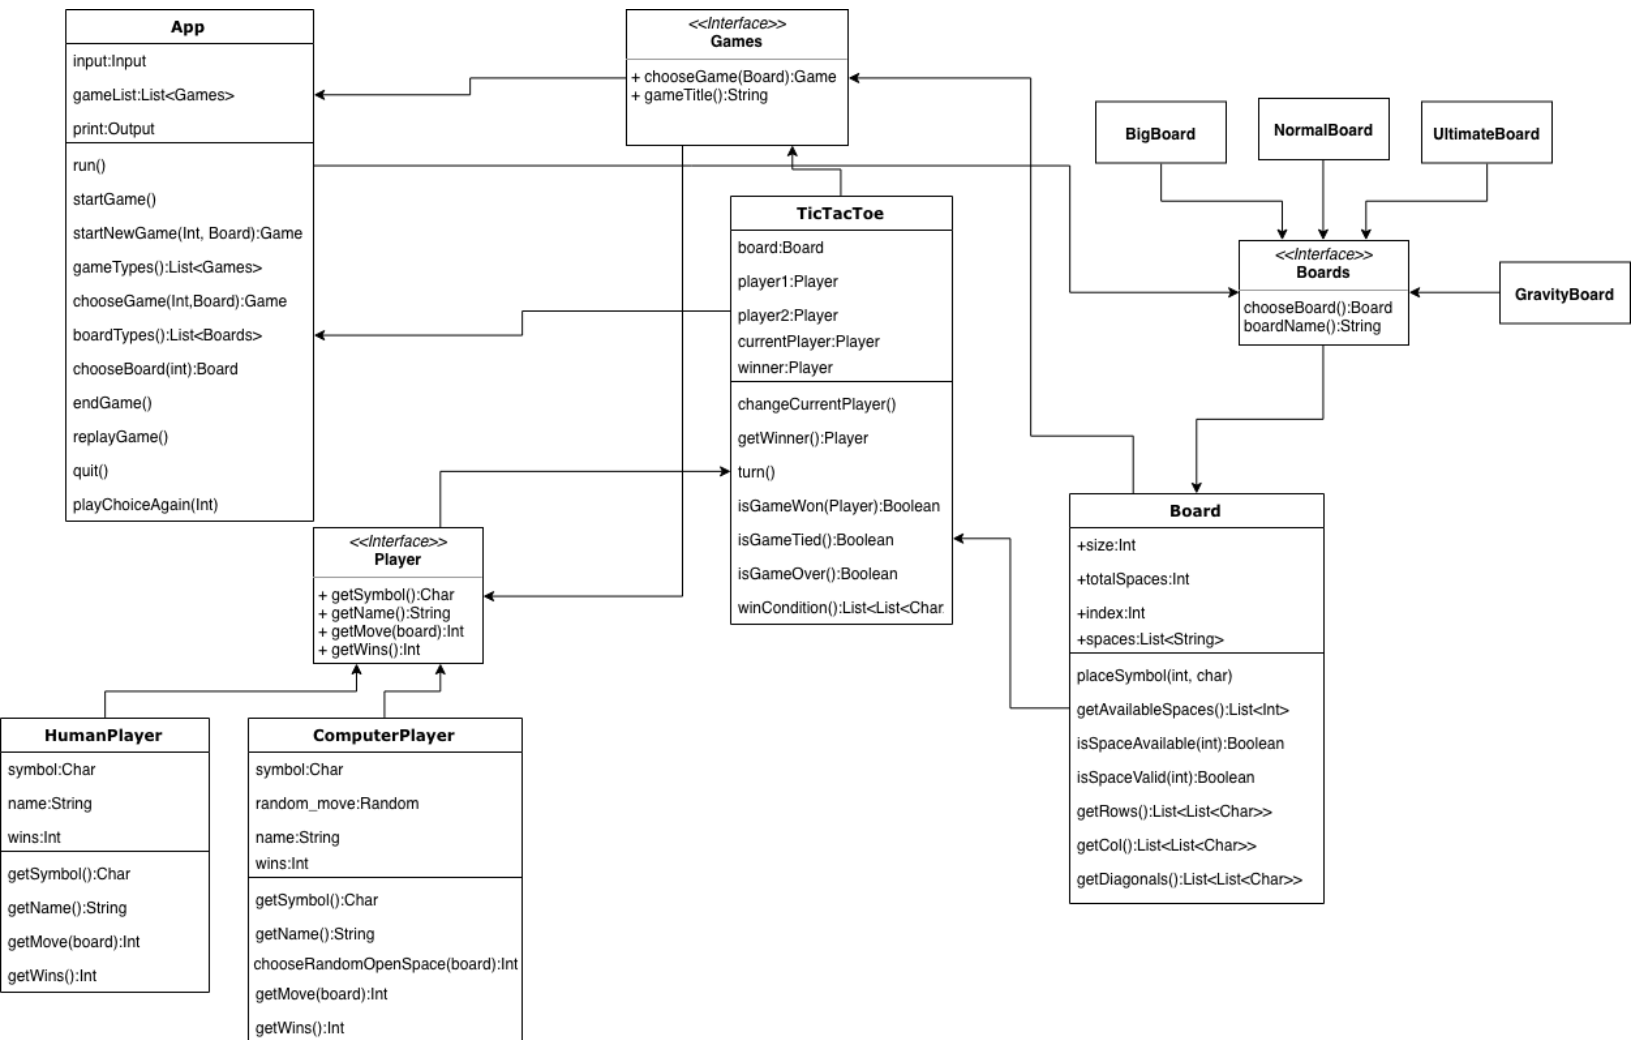 App
input:Input
gameList:List<Games>
print:Output
run()
startGame()
startNewGame(Int, Board):Game
gameTypes():List<Games>
chooseGame(Int,Board):Game
boardTypes():List<Boards>
chooseBoard(int):Board
endGame()
replayGame()
quit()
playChoiceAgain(Int)
<<Interface>>
Games
+ chooseGame(Board):Game
+ gameTitle():String
BigBoard
NormalBoard
UltimateBoard
TicTacToe
board:Board
player1:Player
player2:Player
currentPlayer:Player
winner:Player
changeCurrentPlayer()
getWinner():Player
turn()
isGameWon(Player):Boolean
isGameTied():Boolean
isGameOver():Boolean
winCondition():List<List<Char
<<Interface>>
Boards
chooseBoard():Board
boardName():String
GravityBoard
<<Interface>>
Player
+ getSymbol():Char
+ getName():String
+ getMove(board):Int
+ getWins():Int
Board
+size:Int
+totalSpaces:Int
+index:Int
+spaces:List<String>
placeSymbol(int, char)
getAvailableSpaces():List<Int>
isSpaceAvailable(int):Boolean
isSpaceValid(int):Boolean
getRows():List<List<Char>>
getCol():List<List<Char>>
getDiagonals():List<List<Char>>
HumanPlayer
symbol:Char
name:String
wins:Int
getSymbol():Char
getName():String
getMove(board):Int
getWins():Int
ComputerPlayer
symbol:Char
random_move:Random
name:String
wins:Int
getSymbol():Char
getName():String
chooseRandomOpenSpace(board):Int
getMove(board):Int
getWins():Int